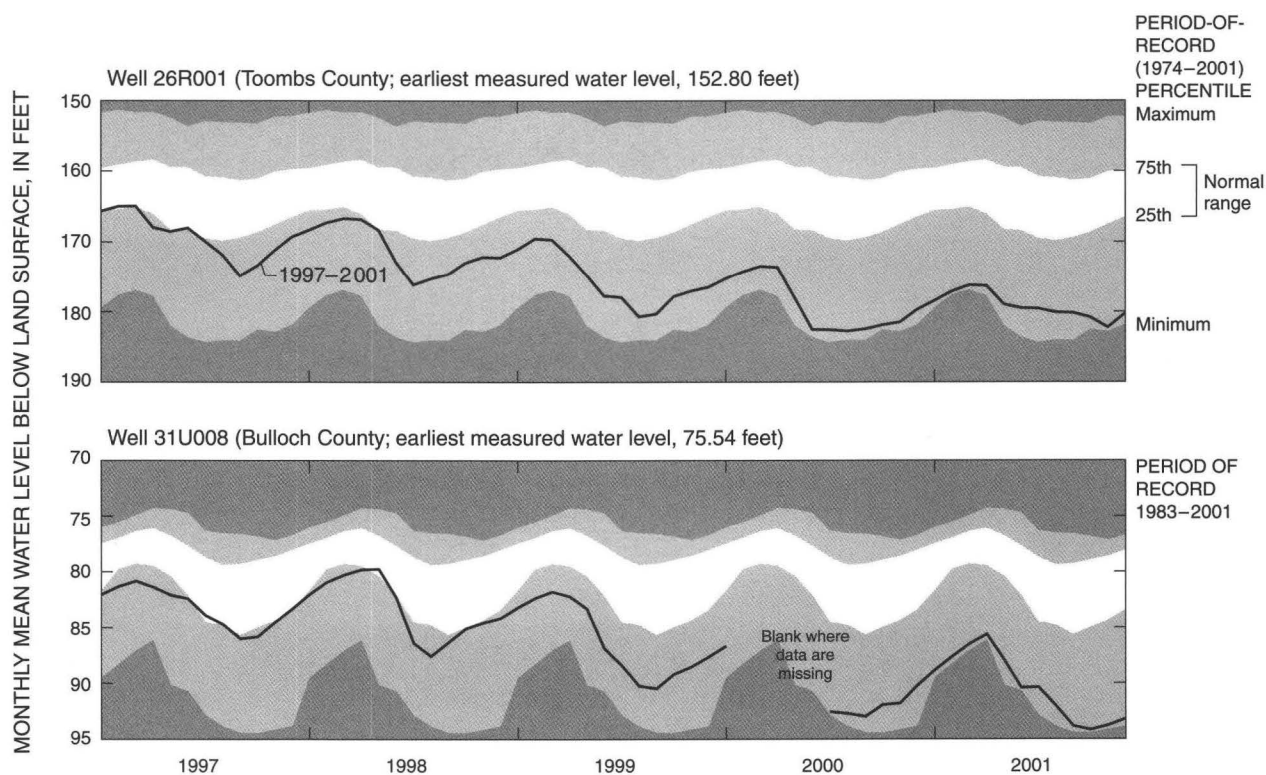 MONTHLY MEAN WATER LEVEL BELOW LAND SURFACE, IN FEET
Well 26R001 (Toombs County; earliest measured water level, 152.80 feet)
150
160
170
180
190
1997–2001
PERIOD-OF-
RECORD
(1974–2001)
PERCENTILE
Maximum
75th
25th
Normal
range
Minimum
Well 31U008 (Bulloch County; earliest measured water level, 75.54 feet)
70
75
80
85
90
95
Blank where
data are
missing
PERIOD OF
RECORD
1983–2001
1997
1998
1999
2000
2001